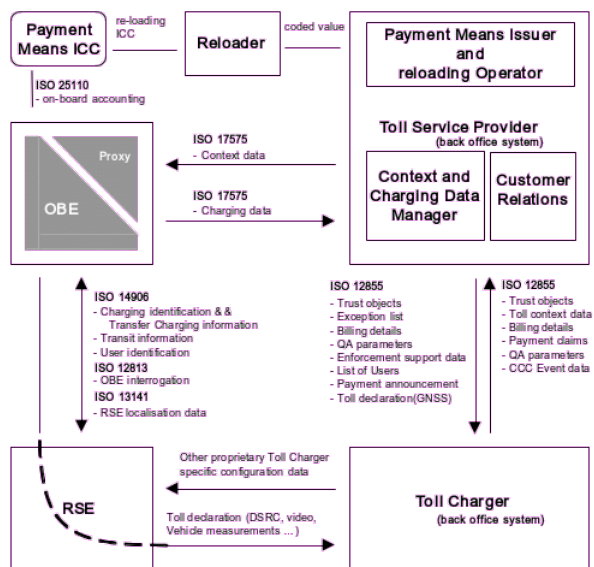 Payment
Means ICC
re-loading
ICC
Reloader
coded value
Payment Means Issuer
and
reloading Operator
ISO 25110
- on-board accounting
Toll Service Provider
(back office system)
Context and
Charging Data
Manager
Customer
Relations
Proxy
OBE
ISO 17575
- Context data
ISO 17575
- Charging data
ISO 14906
- Charging identification & &
Transfer Charging information
- Transit information
- User identification
ISO 12813
- OBE interrogation
ISO 13141
- RSE localisation data
ISO 12855
- Trust objects
- Exception list
- Billing details
- QA parameters
- Enforcement support data
- List of Users
- Payment announcement
- Toll declaration(GNSS)
ISO 12855
- Trust objects
- Toll context data
- Billing details
- Payment claims
- QA parameters
- CCC Event data
RSE
Other proprietary Toll Charger
specific configuration data
Toll declaration (DSRC, video,
Vehicle measurements ... )
Toll Charger
(back office system)